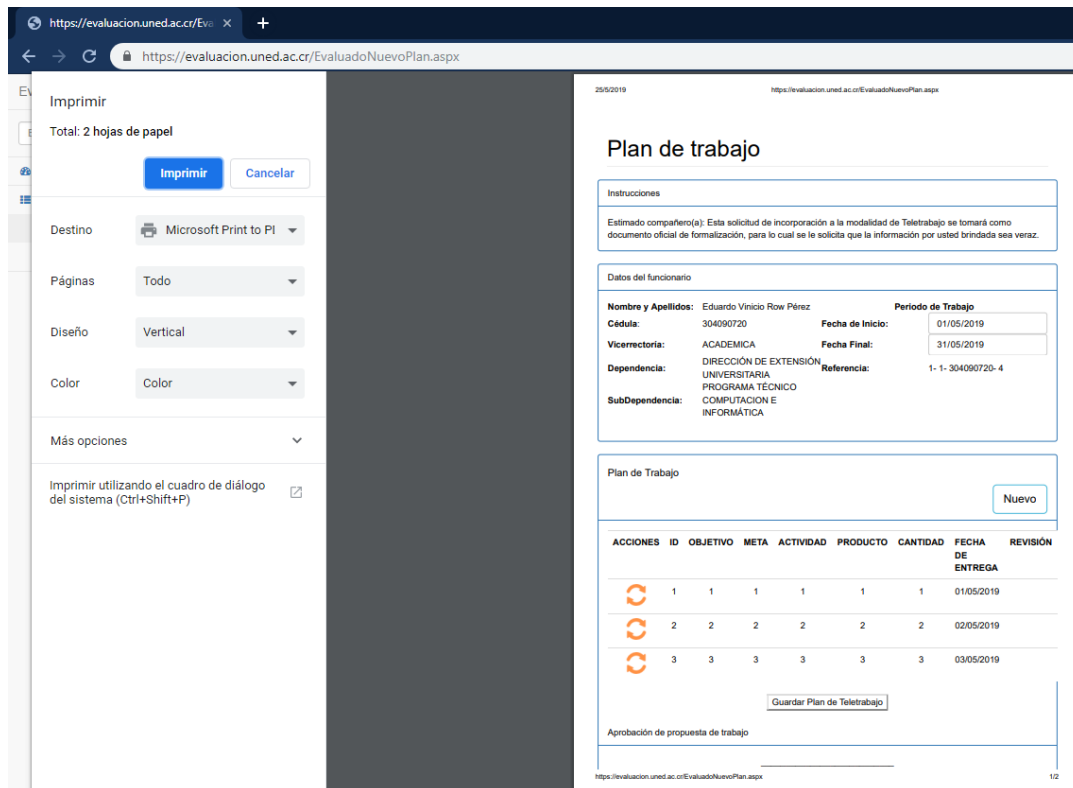 https://evaluacion.uned.ac.cr/Eva
https://evaluacion.uned.ac.cr/EvaluadoNuevoPlan.aspx
Imprimir
Total: 2 hojas de papel
Imprimir Cancelar
Destino Microsoft Print to PI
Páginas Todo
Diseño Vertical
Color Color
Más opciones
Imprimir utilizando el cuadro de diálogo
del sistema (Ctrl+Shift+P)
25/5/2019 https://evaluacion.uned.ac.cr/EvaluadoNuevoPlan.aspx
Plan de trabajo
Instrucciones
Estimado compañero(a): Esta solicitud de incorporación a la modalidad de Teletrabajo se tomará como
documento oficial de formalización, para lo cual se le solicita que la información por usted brindada sea veraz.
Datos del funcionario
Nombre y Apellidos: Eduardo Vinicio Row Pérez Periodo de Trabajo
Cédula: 304090720 Fecha de Inicio: 01/05/2019
Vicerrectoria: ACADEMICA Fecha Final: 31/05/2019
Dependencia: DIRECCIÓN DE EXTENSIÓN UNIVERSITARIA Referencia: 1- 1- 304090720- 4
SubDependencia: PROGRAMA TÉCNICO COMPUTACION E INFORMÁTICA
Plan de Trabajo
Nuevo
ACCIONES ID OBJETIVO META ACTIVIDAD PRODUCTO CANTIDAD FECHA DE ENTREGA REVISIÓN
1 1 1 1 1 1 01/05/2019
2 2 2 2 2 2 02/05/2019
3 3 3 3 3 3 03/05/2019
Guardar Plan de Teletrabajo
Aprobación de propuesta de trabajo
https://evaluacion.uned.ac.cr/EvaluadoNuevoPlan.aspx 1/2